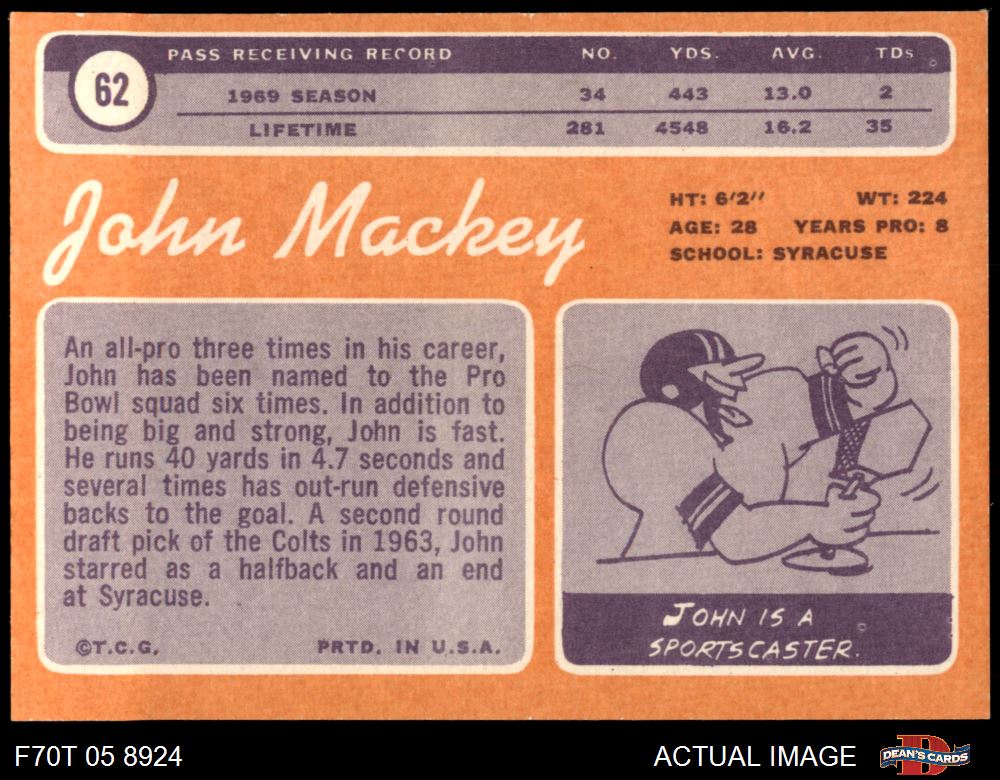 62
PASS RECEIVING RECORD NO. YDS. AVG. TDs
1969 SEASON 34 443 13.0 2
LIFETIME 281 4548 16.2 35
John Mackey
HT: 6'2'' WT: 224
AGE: 28 YEARS PRO: 8
SCHOOL: SYRACUSE
An all-pro three times in his career,
John has been named to the Pro
Bowl squad six times. In addition to
being big and strong, John is fast.
He runs 40 yards in 4.7 seconds and
several times has out-run defensive
backs to the goal. A second round
draft pick of the Colts in 1963, John
starred as a halfback and an end
at Syracuse.
©T.C.G. PRTD. IN U.S.A.
JOHN IS A
SPORTSCASTER.
F70T 05 8924 ACTUAL IMAGE DEAN'S CARDS